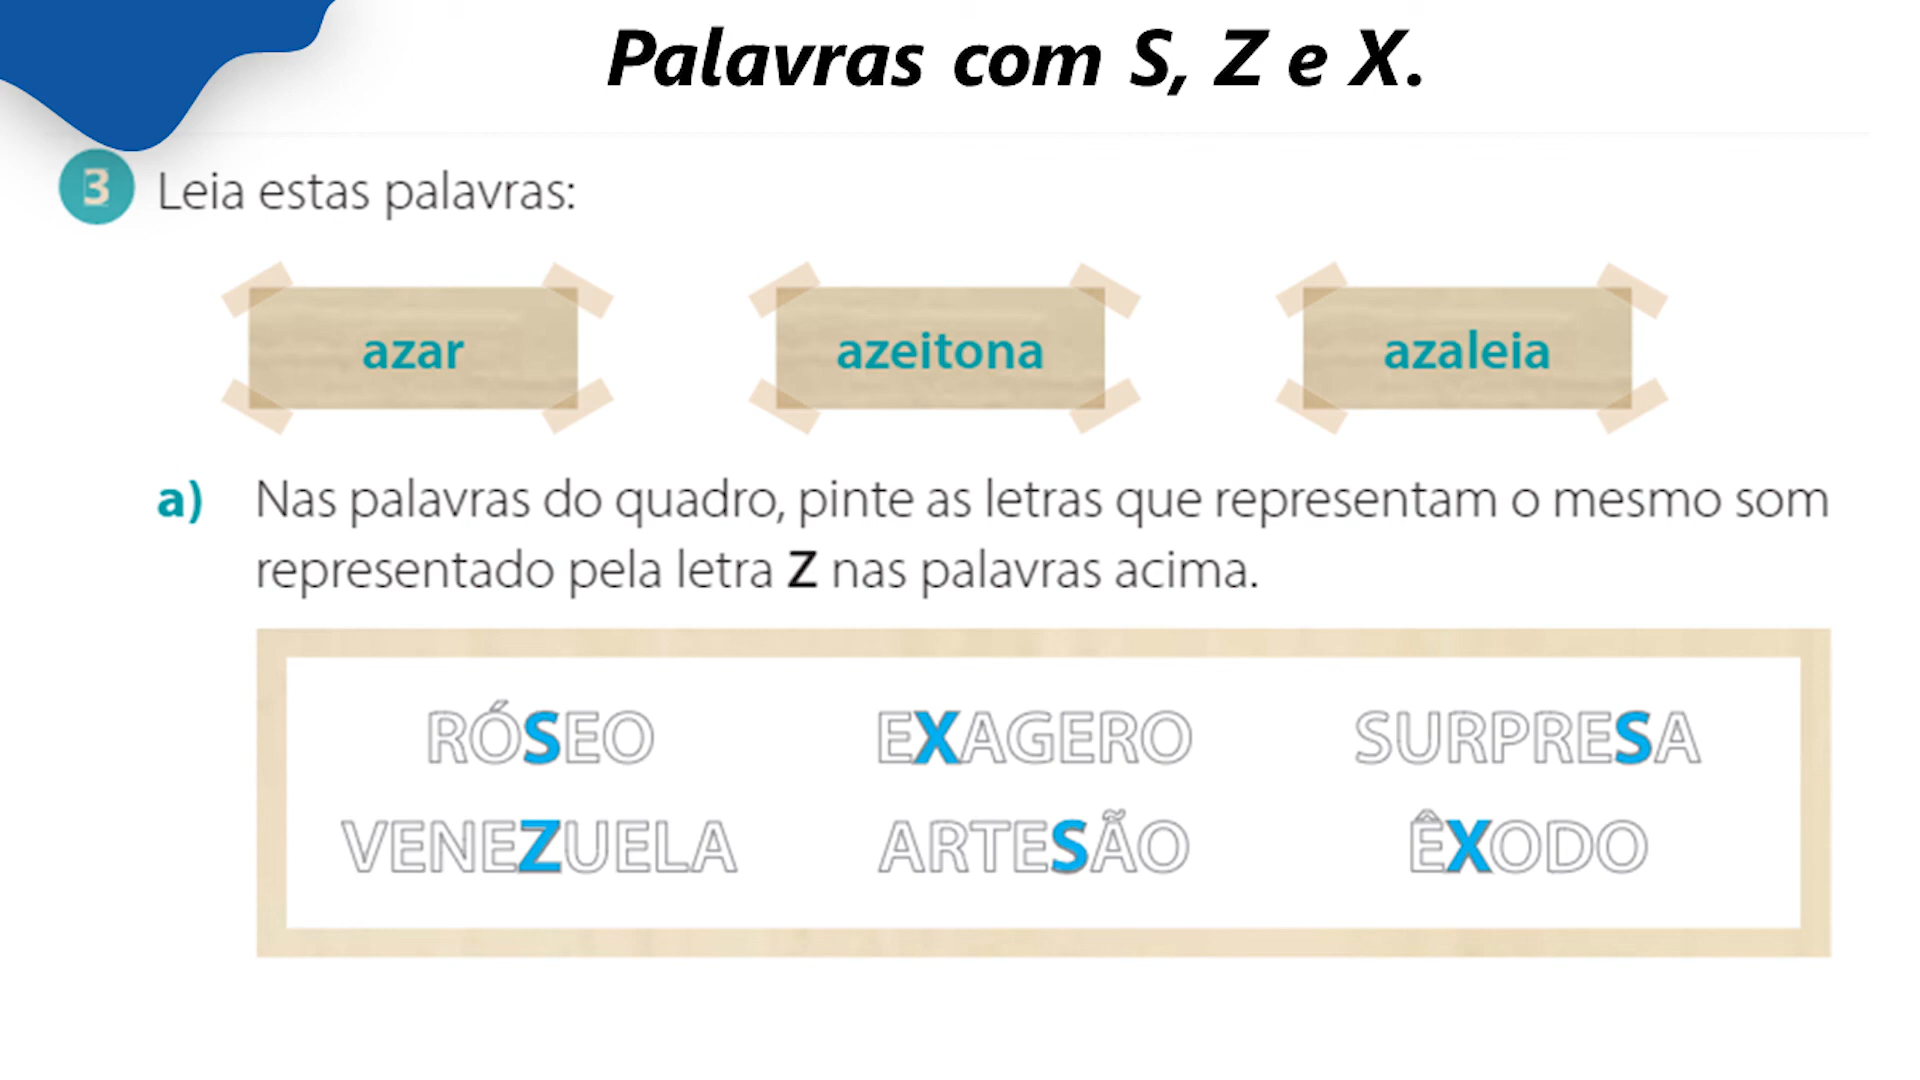 Palavras com S, Z e X.
3 Leia estas palavras:
azar azeitona azaleia
a) Nas palavras do quadro, pinte as letras que representam o mesmo som
representado pela letra Z nas palavras acima.
RÓSEO EXAGERO SURPRESA
VENEZUELA ARTESÃO ÊXODO